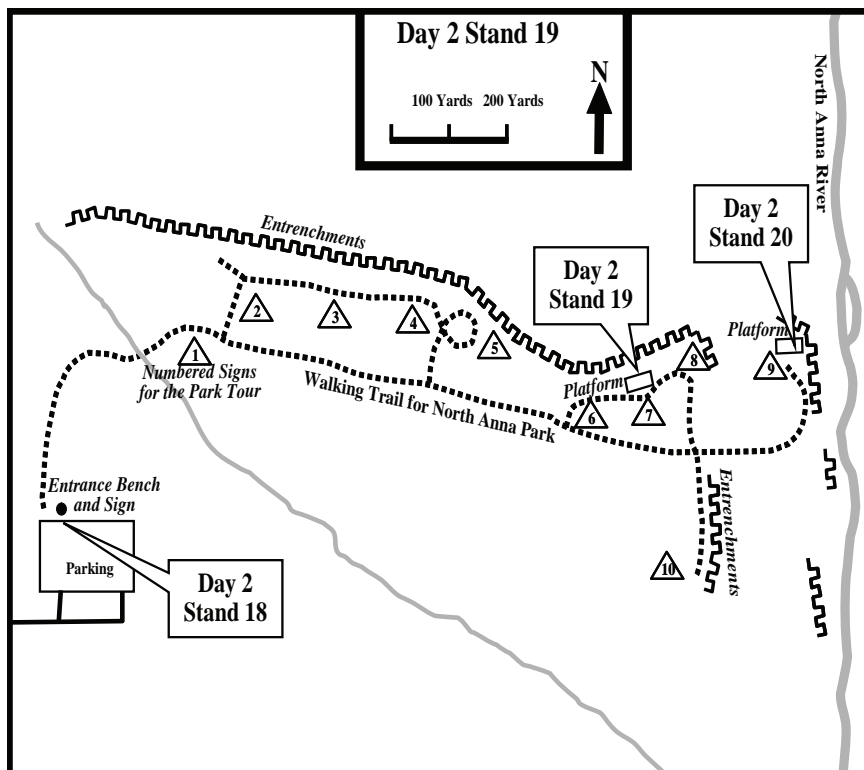 Day 2 Stand 19
100 Yards 200 Yards
N
North Anna River
Day 2
Stand 20
Entrenchments
Day 2
Stand 19
Platform
Platform
1
2
3
4
5
6
7
8
9
10
Numbered Signs
for the Park Tour
Walking Trail for North Anna Park
Entrance Bench
and Sign
Parking
Day 2
Stand 18
Entrenchments